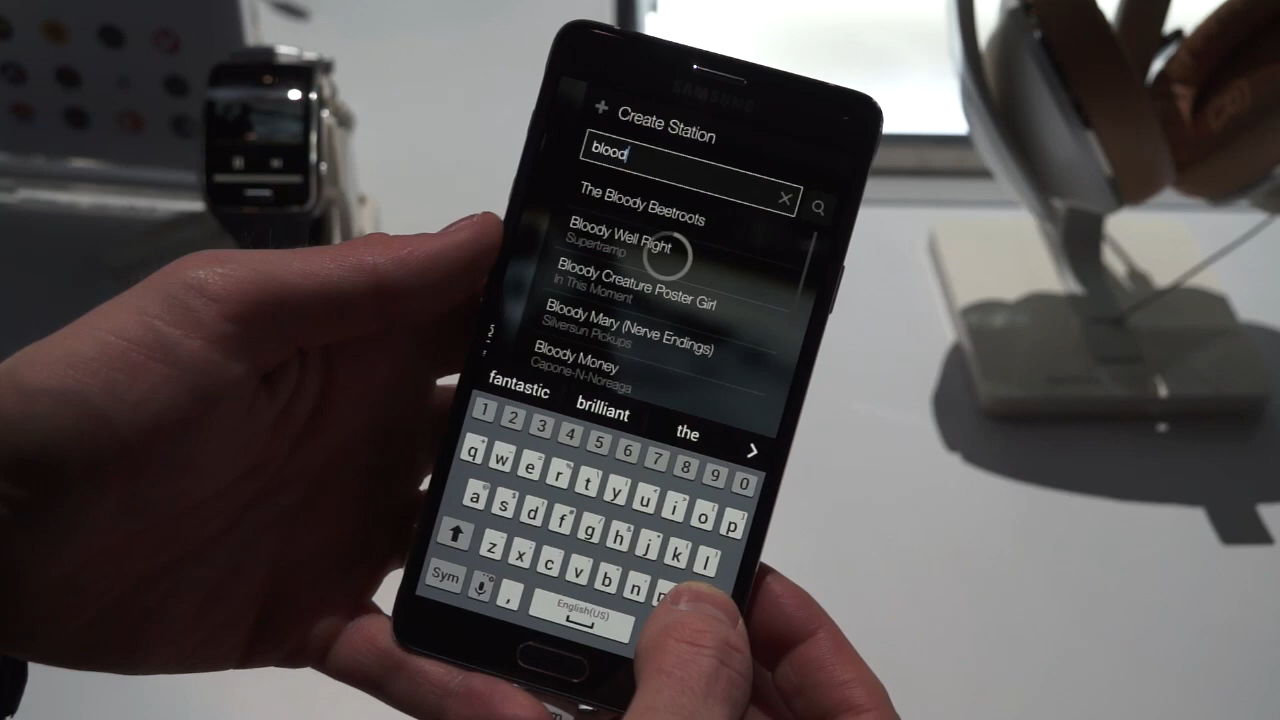 SAMSUNG
+ Create Station
blood
The Bloody Beetroots
Bloody Well Right
Supertramp
Bloody Creature Poster Girl
In This Moment
Bloody Mary (Nerve Endings)
Silversun Pickups
Bloody Money
Capone-N-Noreaga
fantastic brilliant the >
1 2 3 4 5 6 7 8 9 0
q w e r t y u i o p
a s d f g h j k l
z x c v b n
Sym , English(US)